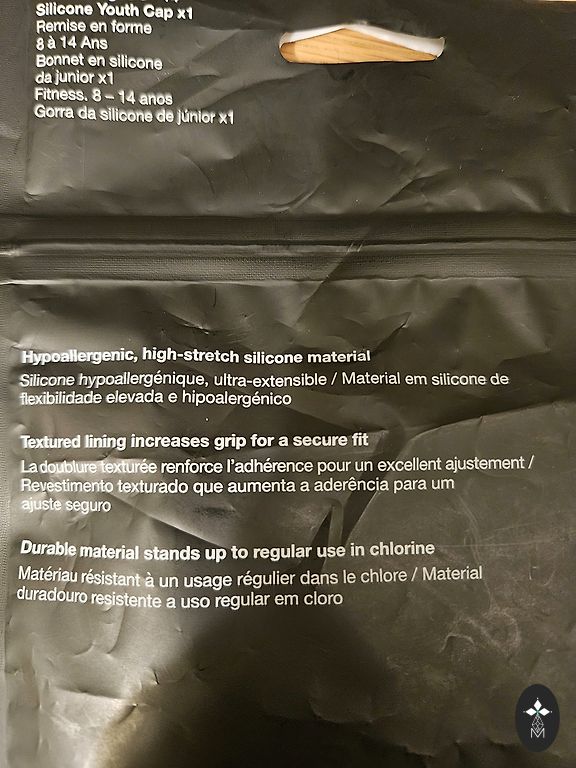 Silicone Youth Cap x1
Remise en forme
8 à 14 Ans
Bonnet en silicone
da junior x1
Fitness. 8 – 14 anos
Gorra da silicone de júnior x1
Hypoallergenic, high-stretch silicone material
Silicone hypoallergénique, ultra-extensible / Material em silicone de
flexibilidade elevada e hipoalergénico
Textured lining increases grip for a secure fit
La doublure texturée renforce l'adhérence pour un excellent ajustement /
Revestimento texturado que aumenta a aderência para um
ajuste seguro
Durable material stands up to regular use in chlorine
Matériau résistant à un usage régulier dans le chlore / Material
duradouro resistente a uso regular em cloro